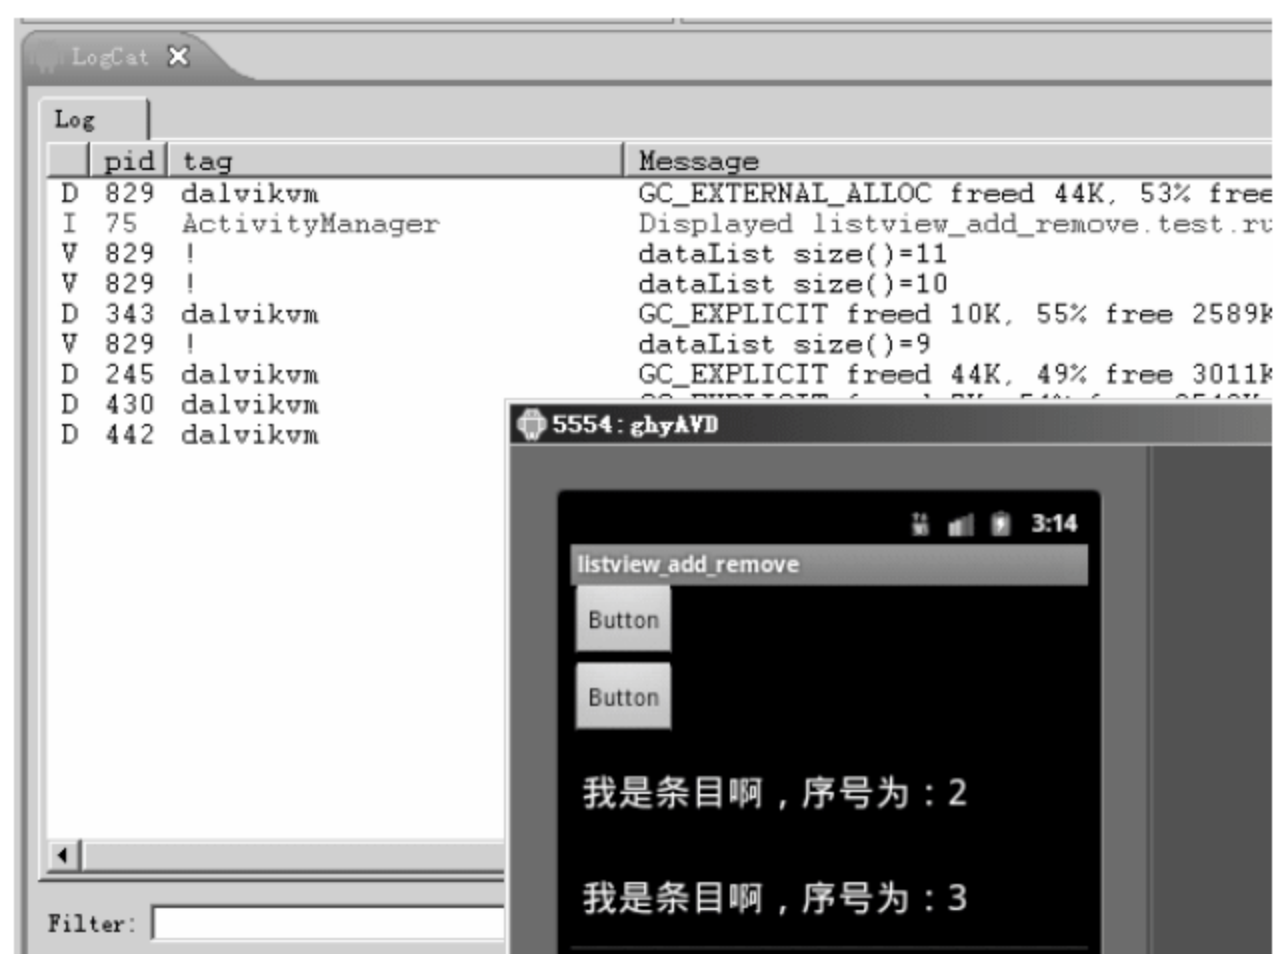 LogCat
Log
pid tag Message
D 829 dalvikvm GC_EXTERNAL_ALLOC freed 44K, 53% free
I 75 ActivityManager Displayed listview_add_remove.test.ru
V 829 ! dataList size()=11
V 829 ! dataList size()=10
D 343 dalvikvm GC_EXPLICIT freed 10K, 55% free 2589K
V 829 ! dataList size()=9
D 245 dalvikvm GC_EXPLICIT freed 44K, 49% free 3011K
D 430 dalvikvm
D 442 dalvikvm
5554:ghyAVD
3:14
listview_add_remove
Button
Button
我是条目啊，序号为：2
我是条目啊，序号为：3
Filter: